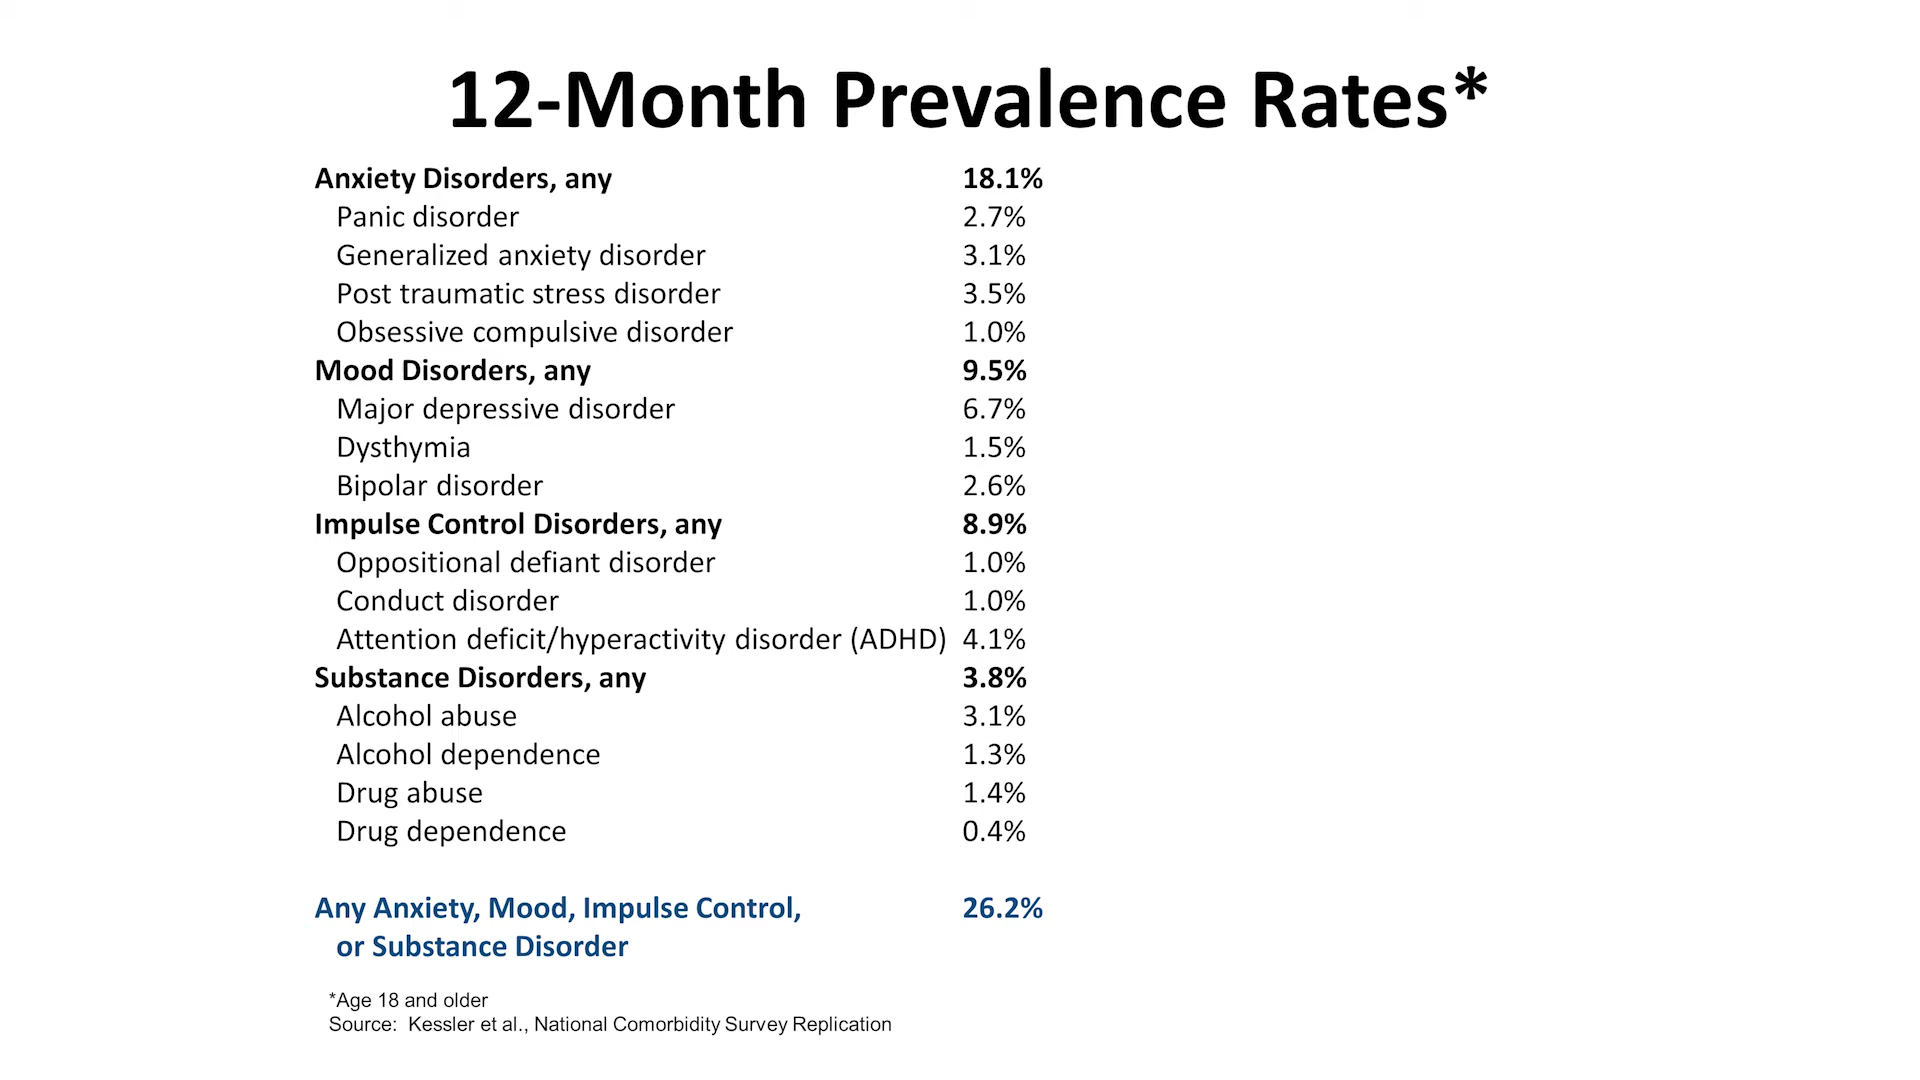 12-Month Prevalence Rates*
Anxiety Disorders, any 18.1%
Panic disorder 2.7%
Generalized anxiety disorder 3.1%
Post traumatic stress disorder 3.5%
Obsessive compulsive disorder 1.0%
Mood Disorders, any 9.5%
Major depressive disorder 6.7%
Dysthymia 1.5%
Bipolar disorder 2.6%
Impulse Control Disorders, any 8.9%
Oppositional defiant disorder 1.0%
Conduct disorder 1.0%
Attention deficit/hyperactivity disorder (ADHD) 4.1%
Substance Disorders, any 3.8%
Alcohol abuse 3.1%
Alcohol dependence 1.3%
Drug abuse 1.4%
Drug dependence 0.4%
Any Anxiety, Mood, Impulse Control, 26.2%
or Substance Disorder
*Age 18 and older
Source: Kessler et al., National Comorbidity Survey Replication